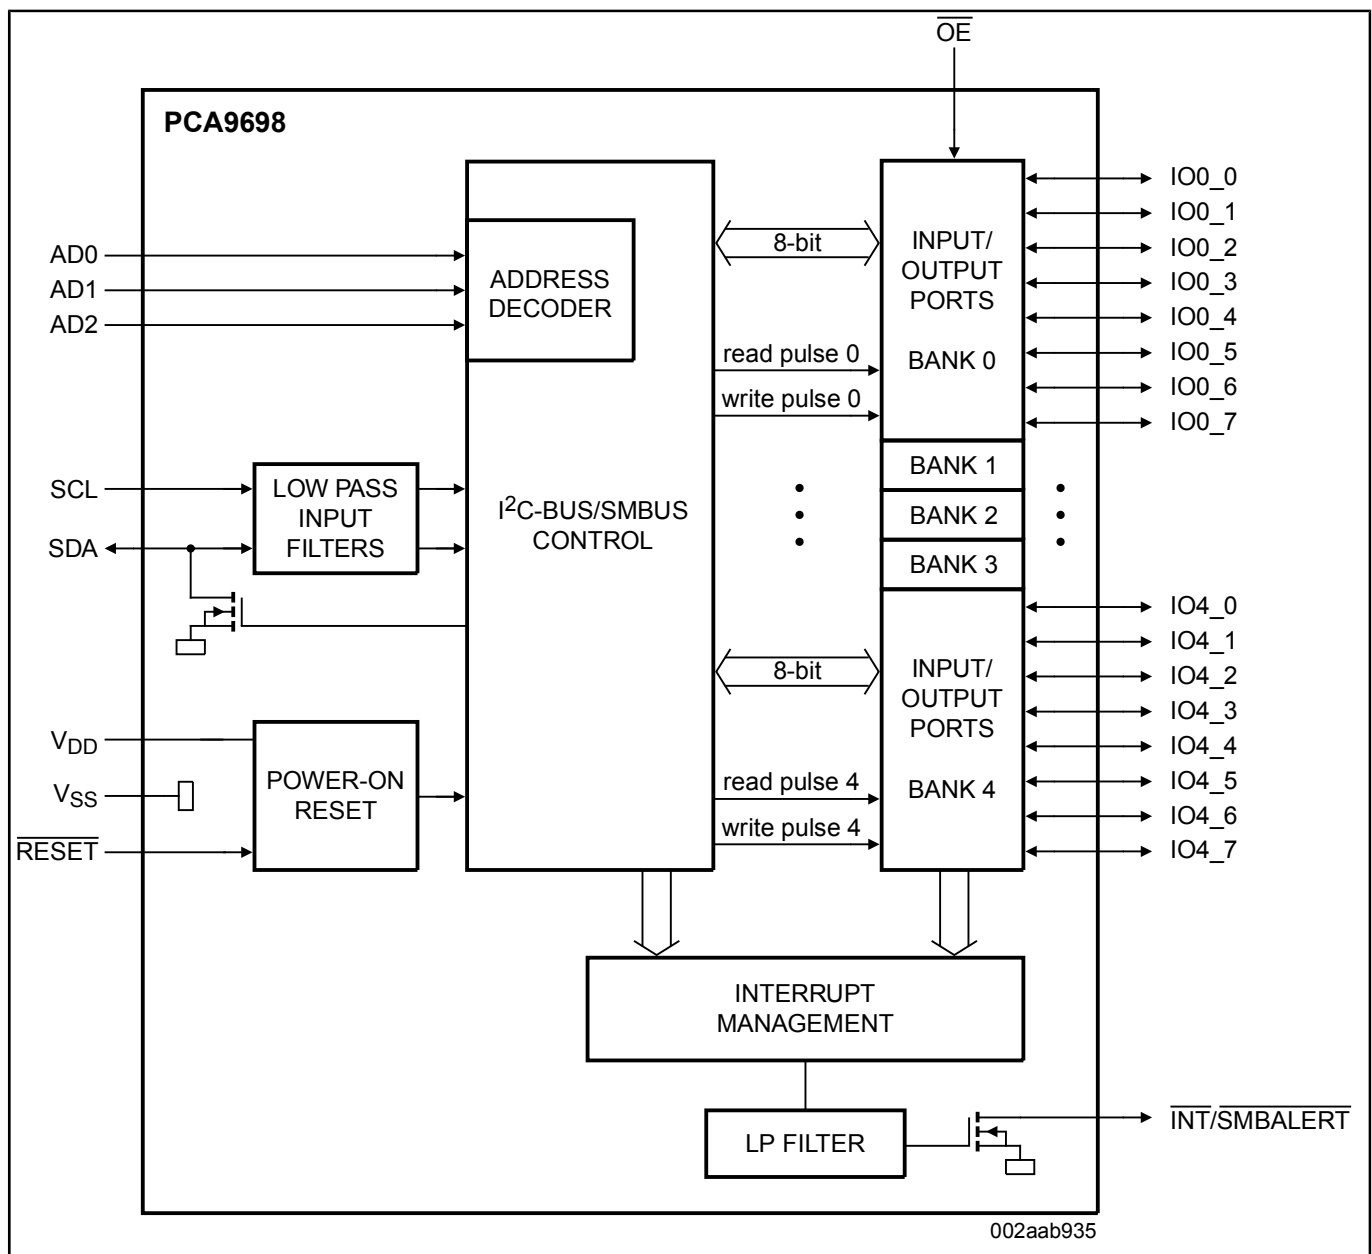 OE
PCA9698
AD0
AD1
AD2
ADDRESS
DECODER
8-bit
INPUT/
OUTPUT
PORTS
BANK 0
read pulse 0
write pulse 0
IO0_0
IO0_1
IO0_2
IO0_3
IO0_4
IO0_5
IO0_6
IO0_7
SCL
SDA
LOW PASS
INPUT
FILTERS
I²C-BUS/SMBUS
CONTROL
BANK 1
BANK 2
BANK 3
8-bit
INPUT/
OUTPUT
PORTS
BANK 4
read pulse 4
write pulse 4
IO4_0
IO4_1
IO4_2
IO4_3
IO4_4
IO4_5
IO4_6
IO4_7
VDD
VSS
RESET
POWER-ON
RESET
INTERRUPT
MANAGEMENT
LP FILTER
INT/SMBALERT
002aab935